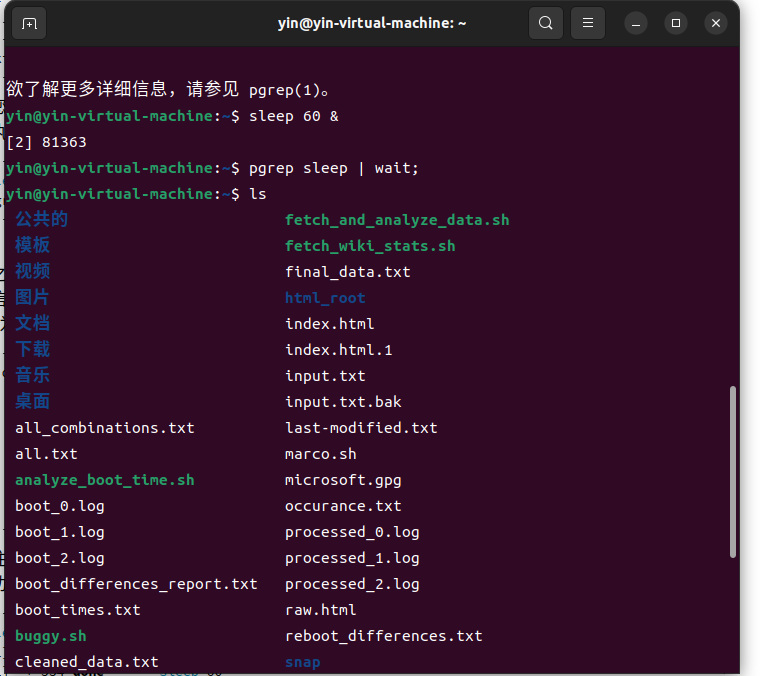 yin@yin-virtual-machine: ~
欲了解更多详细信息，请参见 pgrep(1)。
yin@yin-virtual-machine:~$ sleep 60 &
[2] 81363
yin@yin-virtual-machine:~$ pgrep sleep | wait;
yin@yin-virtual-machine:~$ ls
公共的 fetch_and_analyze_data.sh
模板 fetch_wiki_stats.sh
视频 final_data.txt
图片 html_root
文档 index.html
下载 index.html.1
音乐 input.txt
桌面 input.txt.bak
all_combinations.txt last-modified.txt
all.txt marco.sh
analyze_boot_time.sh microsoft.gpg
boot_0.log occurance.txt
boot_1.log processed_0.log
boot_2.log processed_1.log
boot_differences_report.txt processed_2.log
boot_times.txt raw.html
buggy.sh reboot_differences.txt
cleaned_data.txt snap